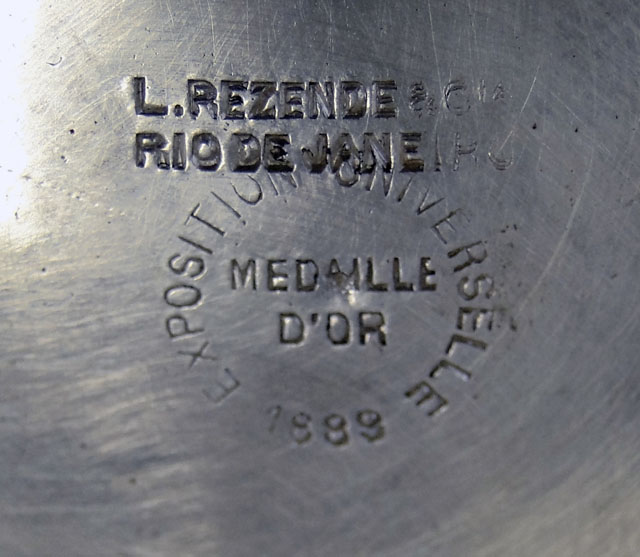 L. REZENDE & Cia
RIO DE JANEIRO
EXPOSITION UNIVERSELLE
MEDAILLE
D'OR
1889